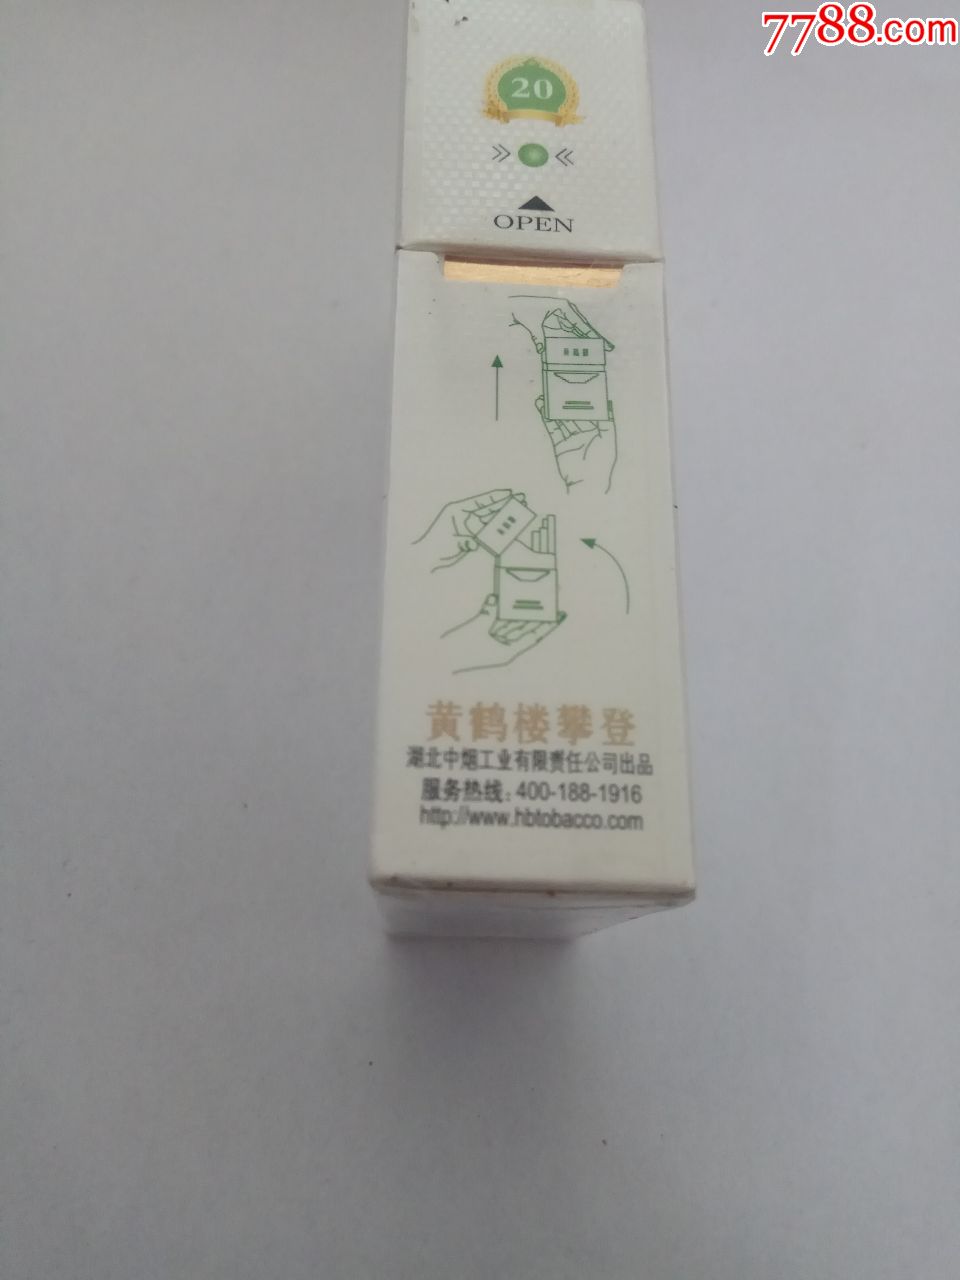 7788.com
20
OPEN
黄鹤楼攀登
湖北中烟工业有限责任公司出品
服务热线：400-188-1916
http://www.hbtobacco.com